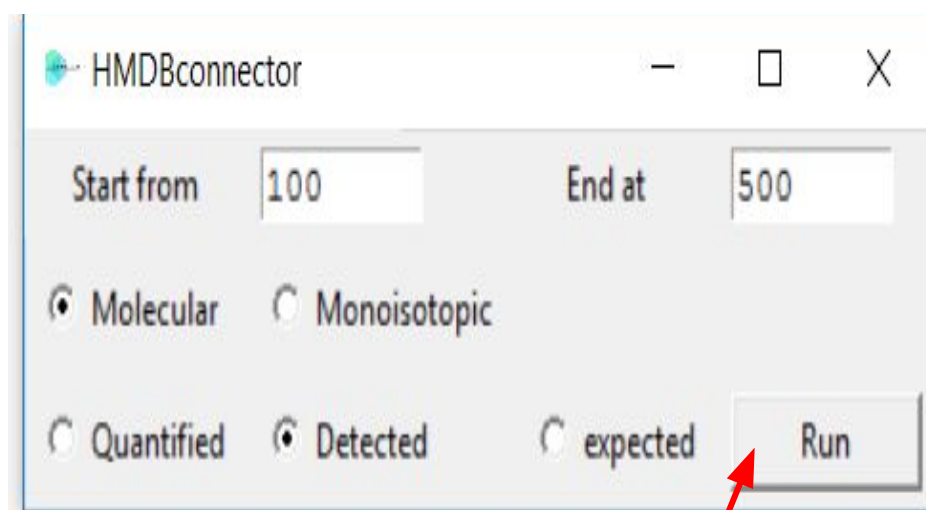 HMDBconnector
Start from 100 End at 500
Molecular Monoisotopic
Quantified Detected expected Run